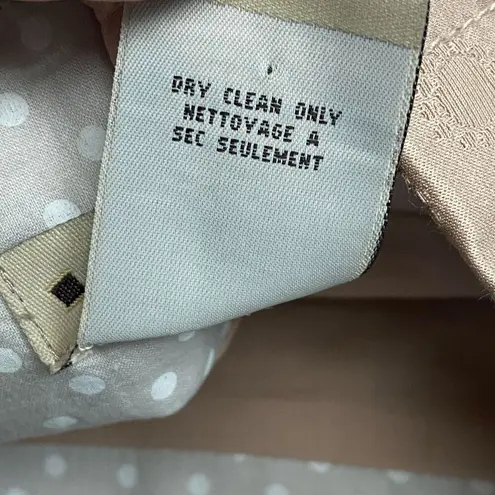 DRY CLEAN ONLY
NETTOYAGE A
SEC SEULEMENT